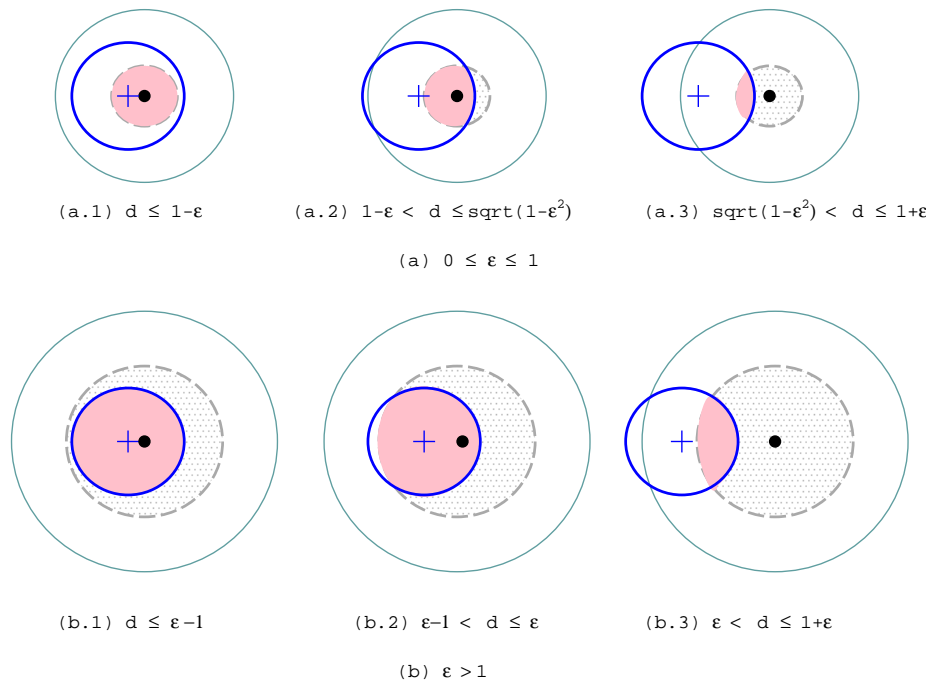 (a.1) d ≤ 1-ε (a.2) 1-ε < d ≤ sqrt(1-ε²) (a.3) sqrt(1-ε²) < d ≤ 1+ε
(a) 0 ≤ ε ≤ 1
(b.1) d ≤ ε-1 (b.2) ε-1 < d ≤ ε (b.3) ε < d ≤ 1+ε
(b) ε > 1